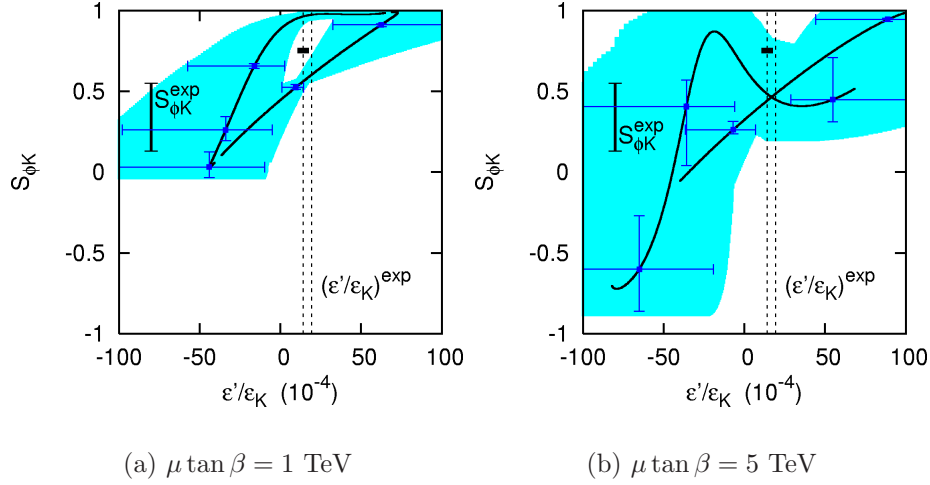 1
0.5
0
-0.5
-1
S_ϕK
S_ϕK^exp
(ε'/ε_K)^exp
-100 -50 0 50 100
ε'/ε_K (10^-4)
1
0.5
0
-0.5
-1
S_ϕK
S_ϕK^exp
(ε'/ε_K)^exp
-100 -50 0 50 100
ε'/ε_K (10^-4)
(a) μ tan β = 1 TeV
(b) μ tan β = 5 TeV